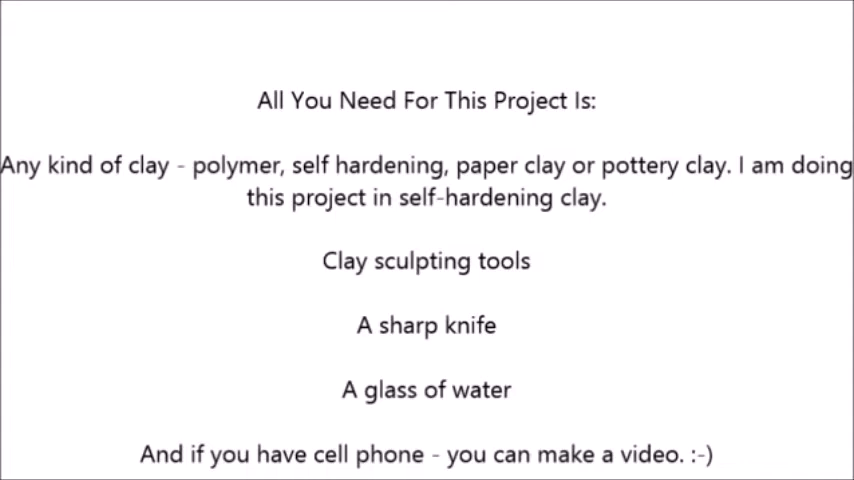 All You Need For This Project Is:
Any kind of clay - polymer, self hardening, paper clay or pottery clay. I am doing
this project in self-hardening clay.
Clay sculpting tools
A sharp knife
A glass of water
And if you have cell phone - you can make a video. :-)